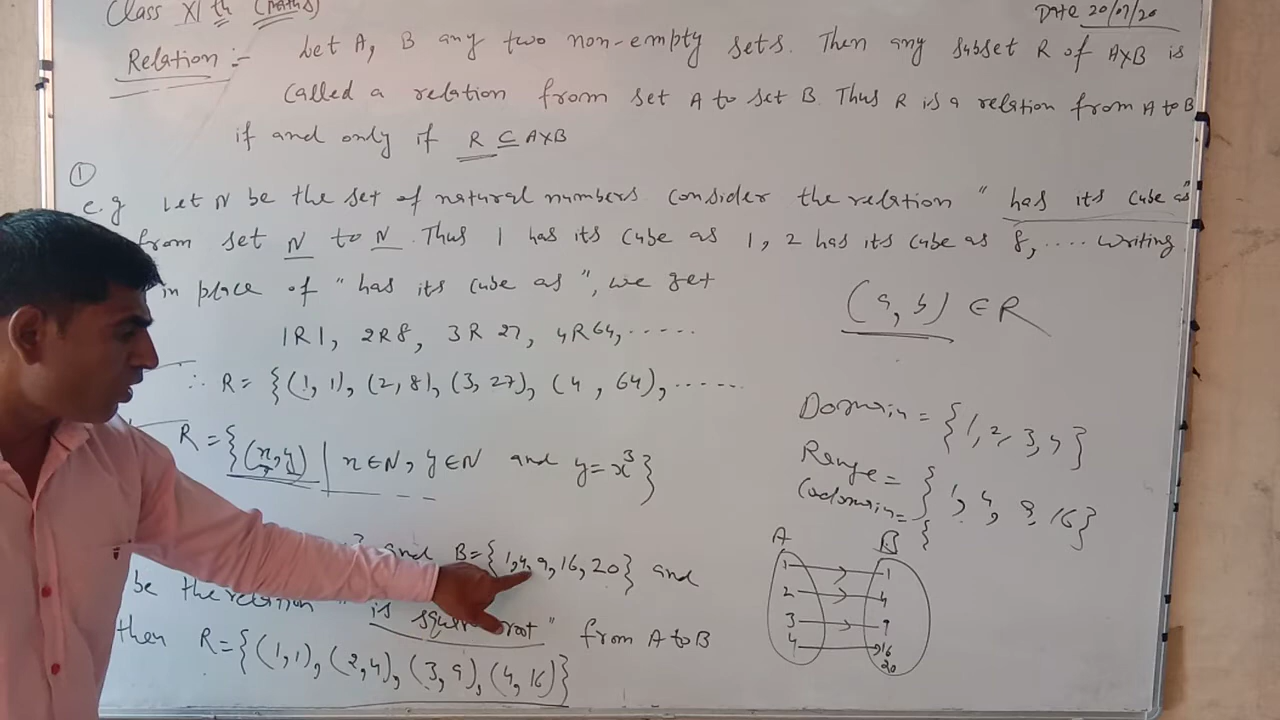 Class XI th (Maths)
Date 20/07/20
Relation :- Let A, B any two non-empty sets. Then any subset R of A×B is
called a relation from set A to set B. Thus R is a relation from A to B
if and only if R ⊆ A×B
①
e.g Let N be the set of natural numbers consider the relation "has its cube as"
from set N to N. Thus 1 has its cube as 1, 2 has its cube as 8, .... writing
in place of "has its cube as", we get
1R1, 2R8, 3R27, 4R64, ......
∴ R = {(1, 1), (2, 8), (3, 27), (4, 64), ......
R = {(x, y) | x ∈ N, y ∈ N and y = x³}
and B = {1, 4, 9, 16, 20} and
be the relation "is square root" from A to B
then R = {(1, 1), (2, 4), (3, 9), (4, 16)}
(a, b) ∈ R
Domain = {1, 2, 3, 4}
Range = {1, 4, 9, 16}
Codomain = {
A B
1 1
2 4
3 9
4 16
20